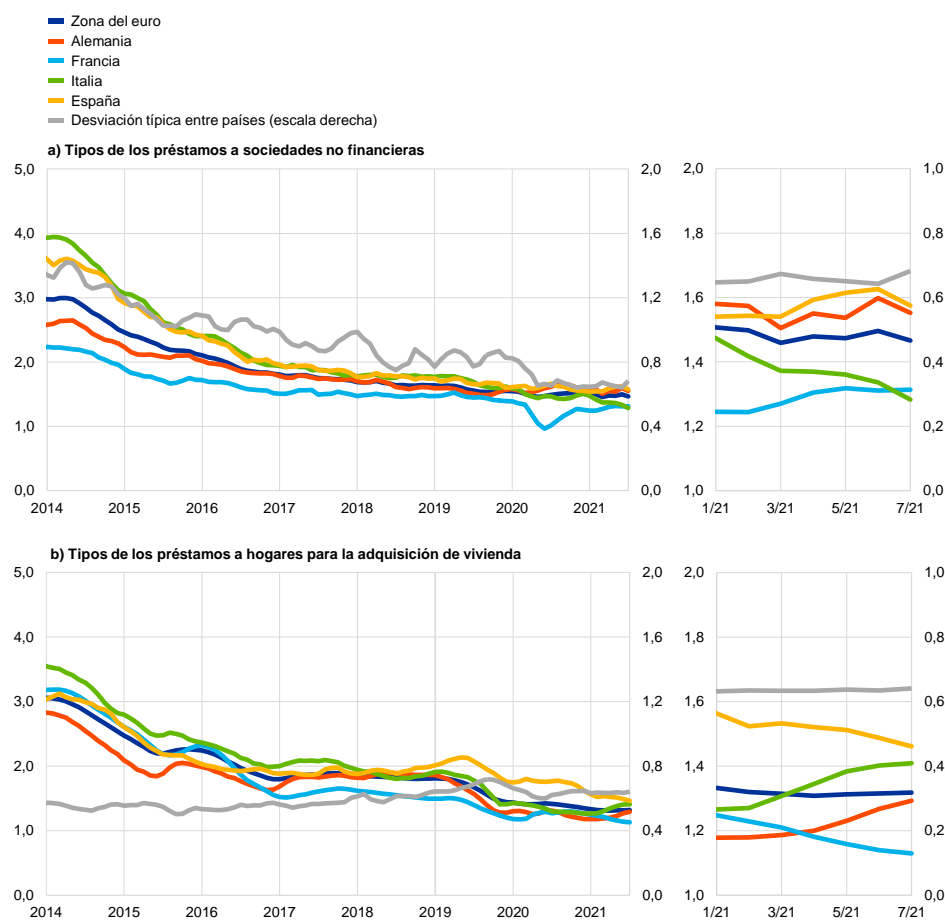 Zona del euro
Alemania
Francia
Italia
España
Desviación típica entre países (escala derecha)
a) Tipos de los préstamos a sociedades no financieras
5,0 2,0 2,0 1,0
4,0 1,6 1,8 0,8
3,0 1,2 1,6 0,6
2,0 0,8 1,4 0,4
1,0 0,4 1,2 0,2
0,0 0,0 1,0 0,0
2014 2015 2016 2017 2018 2019 2020 2021 1/21 3/21 5/21 7/21
b) Tipos de los préstamos a hogares para la adquisición de vivienda
5,0 2,0 2,0 1,0
4,0 1,6 1,8 0,8
3,0 1,2 1,6 0,6
2,0 0,8 1,4 0,4
1,0 0,4 1,2 0,2
0,0 0,0 1,0 0,0
2014 2015 2016 2017 2018 2019 2020 2021 1/21 3/21 5/21 7/21